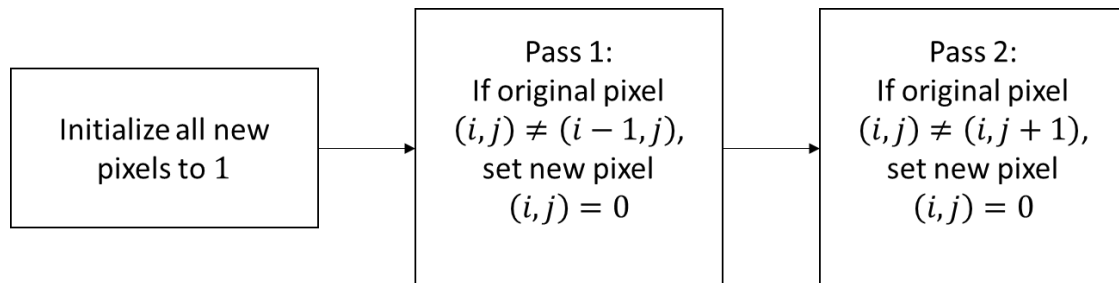 Initialize all new
pixels to 1
Pass 1:
If original pixel
(i, j) ≠ (i − 1, j),
set new pixel
(i, j) = 0
Pass 2:
If original pixel
(i, j) ≠ (i, j + 1),
set new pixel
(i, j) = 0